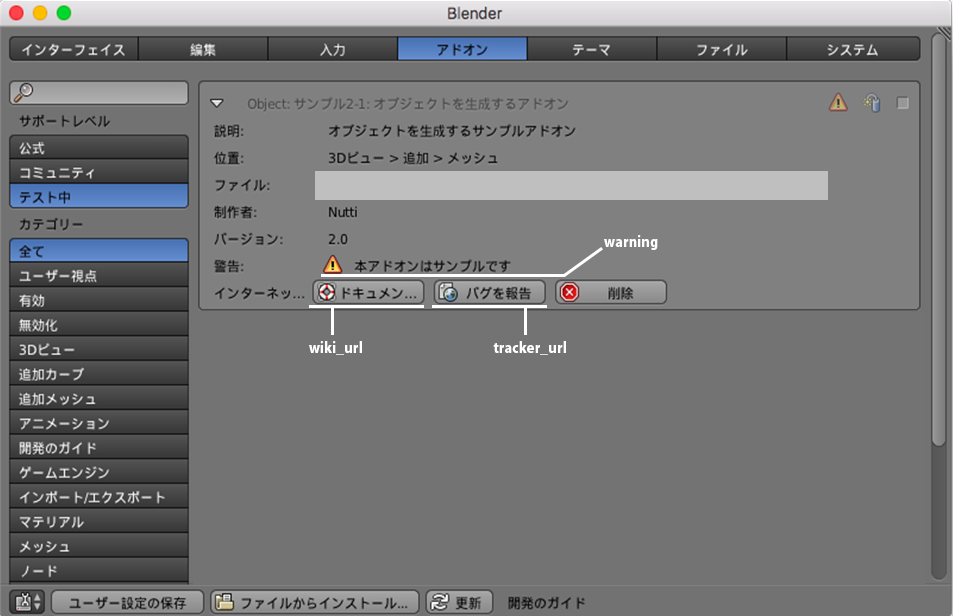 Blender
インターフェイス 編集 入力 アドオン テーマ ファイル システム
サポートレベル
公式
コミュニティ
テスト中
カテゴリー
全て
ユーザー視点
有効
無効化
3Dビュー
追加カーブ
追加メッシュ
アニメーション
開発のガイド
ゲームエンジン
インポート/エクスポート
マテリアル
メッシュ
ノード
Object: サンプル2-1: オブジェクトを生成するアドオン
説明: オブジェクトを生成するサンプルアドオン
位置: 3Dビュー > 追加 > メッシュ
ファイル:
制作者: Nutti
バージョン: 2.0
warning
警告: 本アドオンはサンプルです
インターネッ... ドキュメン... バグを報告 削除
wiki_url tracker_url
ユーザー設定の保存 ファイルからインストール... 更新 開発のガイド